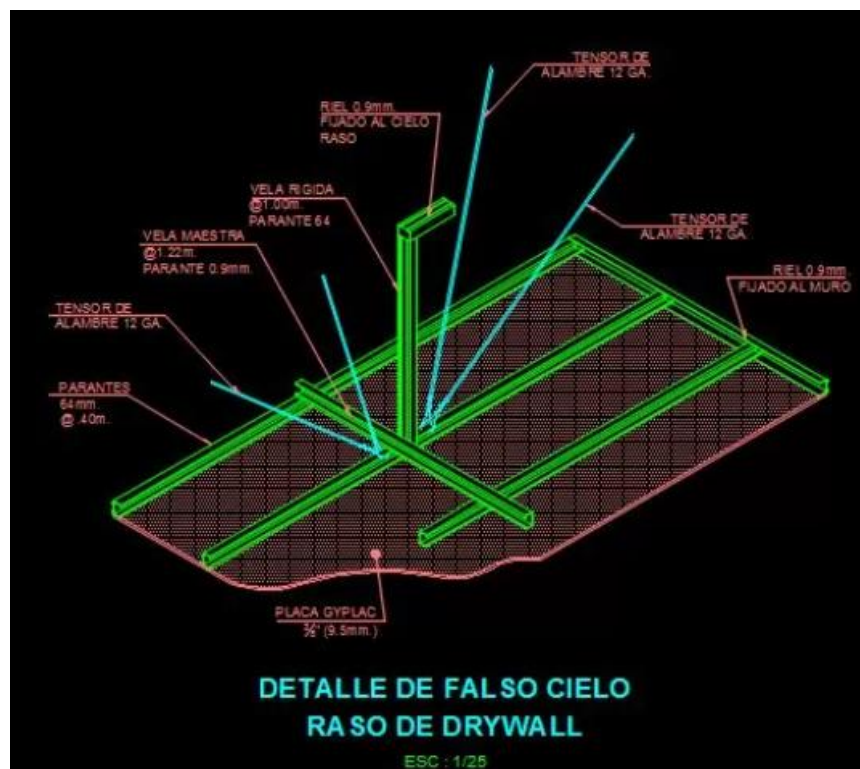 TENSOR DE
ALAMBRE 12 GA.
RIEL 0.9mm.
FIJADO AL CIELO
RASO
VELA RIGIDA
@1.00m.
PARANTE 64
TENSOR DE
ALAMBRE 12 GA.
VELA MAESTRA
@1.22m.
PARANTE 0.9mm.
RIEL 0.9mm.
FIJADO AL MURO
TENSOR DE
ALAMBRE 12 GA.
PARANTES
64mm.
@ .40m.
PLACA GYPLAC
⅜" (9.5mm.)
DETALLE DE FALSO CIELO
RASO DE DRYWALL
ESC : 1/25